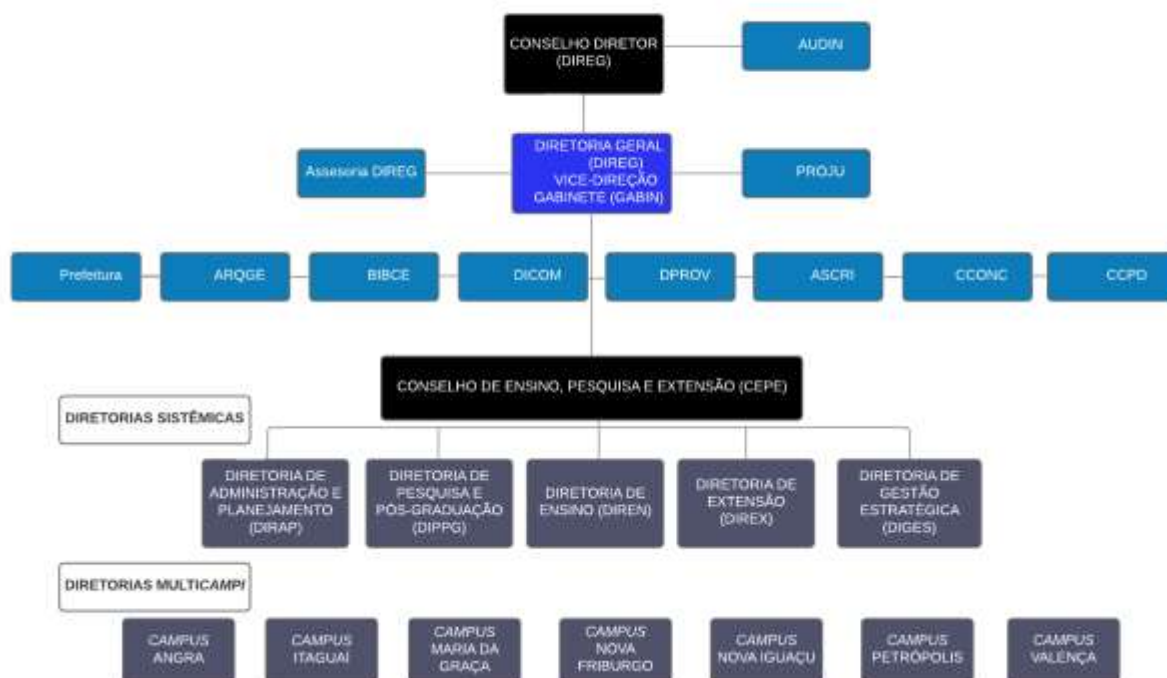 CONSELHO DIRETOR
(DIREG)
AUDIN
DIRETORIA GERAL
(DIREG)
VICE-DIREÇÃO
GABINETE (GABIN)
Assesoria DIREG
PROJU
Prefeitura
ARQGE
BIBCE
DICOM
DPROV
ASCRI
CCONC
CCPD
CONSELHO DE ENSINO, PESQUISA E EXTENSÃO (CEPE)
DIRETORIAS SISTÊMICAS
DIRETORIA DE
ADMINISTRAÇÃO E
PLANEJAMENTO
(DIRAP)
DIRETORIA DE
PESQUISA E
PÓS-GRADUAÇÃO
(DIPPG)
DIRETORIA DE
ENSINO (DIREN)
DIRETORIA DE
EXTENSÃO
(DIREX)
DIRETORIA DE
GESTÃO
ESTRATÉGICA
(DIGES)
DIRETORIAS MULTICAMPI
CAMPUS
ANGRA
CAMPUS
ITAGUAI
CAMPUS
MARIA DA
GRAÇA
CAMPUS
NOVA
FRIBURGO
CAMPUS
NOVA IGUAÇU
CAMPUS
PETRÓPOLIS
CAMPUS
VALENÇA